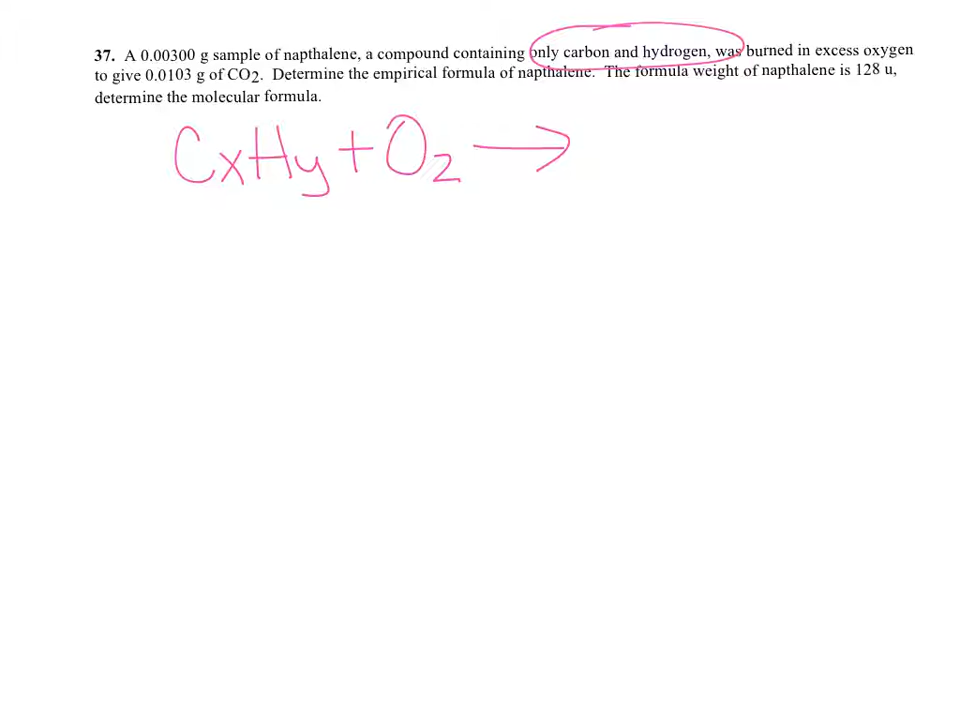 37. A 0.00300 g sample of napthalene, a compound containing only carbon and hydrogen, was burned in excess oxygen
to give 0.0103 g of CO2. Determine the empirical formula of napthalene. The formula weight of napthalene is 128 u,
determine the molecular formula.
CxHy + O2 →